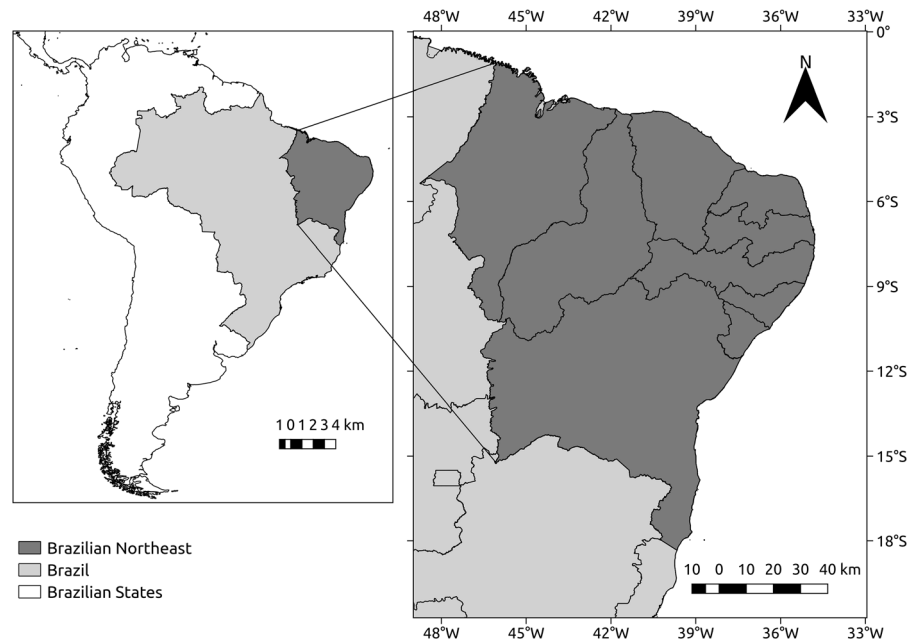 48°W 45°W 42°W 39°W 36°W 33°W
0°
N
3°S
6°S
9°S
12°S
15°S
18°S
1 0 1 2 3 4 km
10 0 10 20 30 40 km
Brazilian Northeast
Brazil
Brazilian States
48°W 45°W 42°W 39°W 36°W 33°W